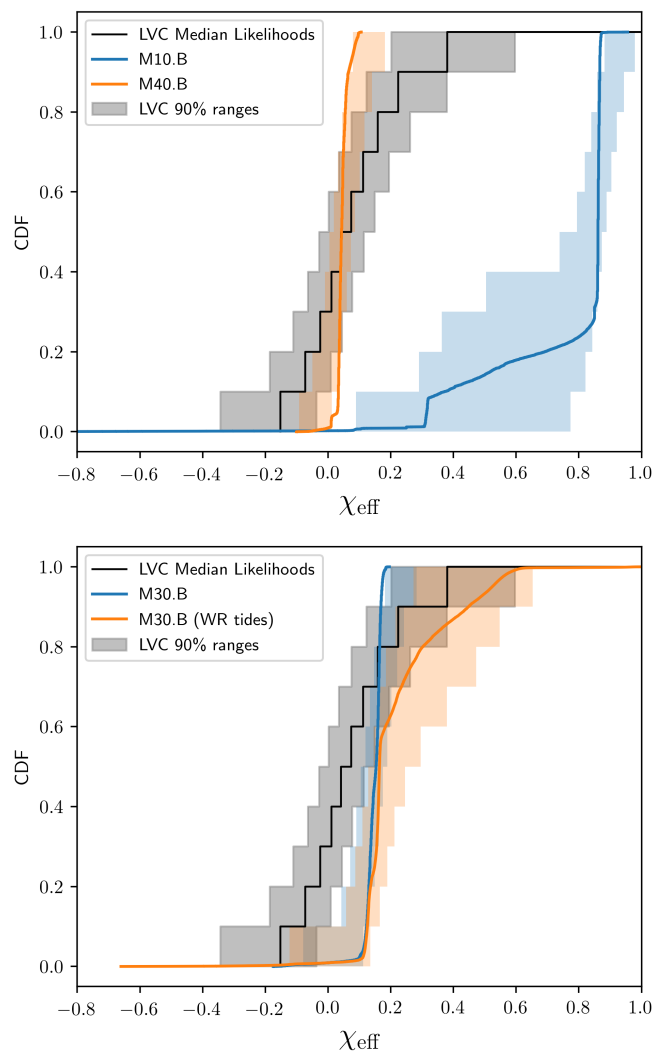 LVC Median Likelihoods
M10.B
M40.B
LVC 90% ranges
CDF
1.0
0.8
0.6
0.4
0.2
0.0
−0.8 −0.6 −0.4 −0.2 0.0 0.2 0.4 0.6 0.8 1.0
χeff
LVC Median Likelihoods
M30.B
M30.B (WR tides)
LVC 90% ranges
CDF
1.0
0.8
0.6
0.4
0.2
0.0
−0.8 −0.6 −0.4 −0.2 0.0 0.2 0.4 0.6 0.8 1.0
χeff